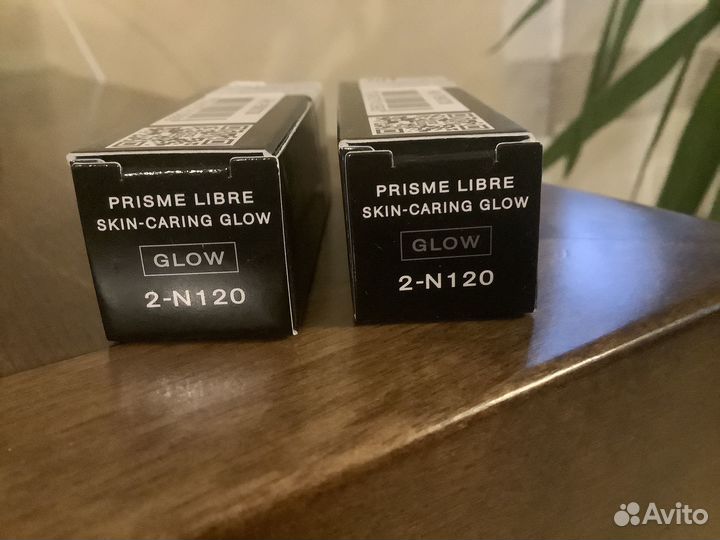 PRISME LIBRE
SKIN-CARING GLOW
GLOW
2-N120
PRISME LIBRE
SKIN-CARING GLOW
GLOW
2-N120
Avito